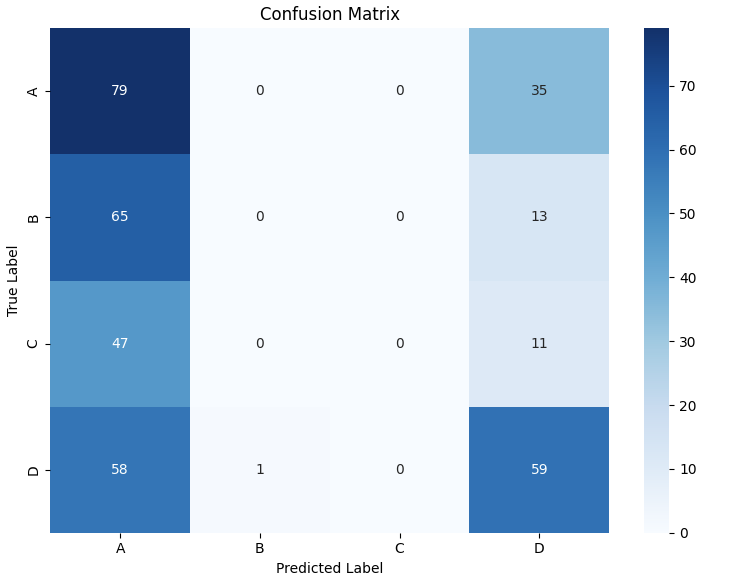 Confusion Matrix
True Label
A 79 0 0 35
B 65 0 0 13
C 47 0 0 11
D 58 1 0 59
A B C D
Predicted Label
70
60
50
40
30
20
10
0